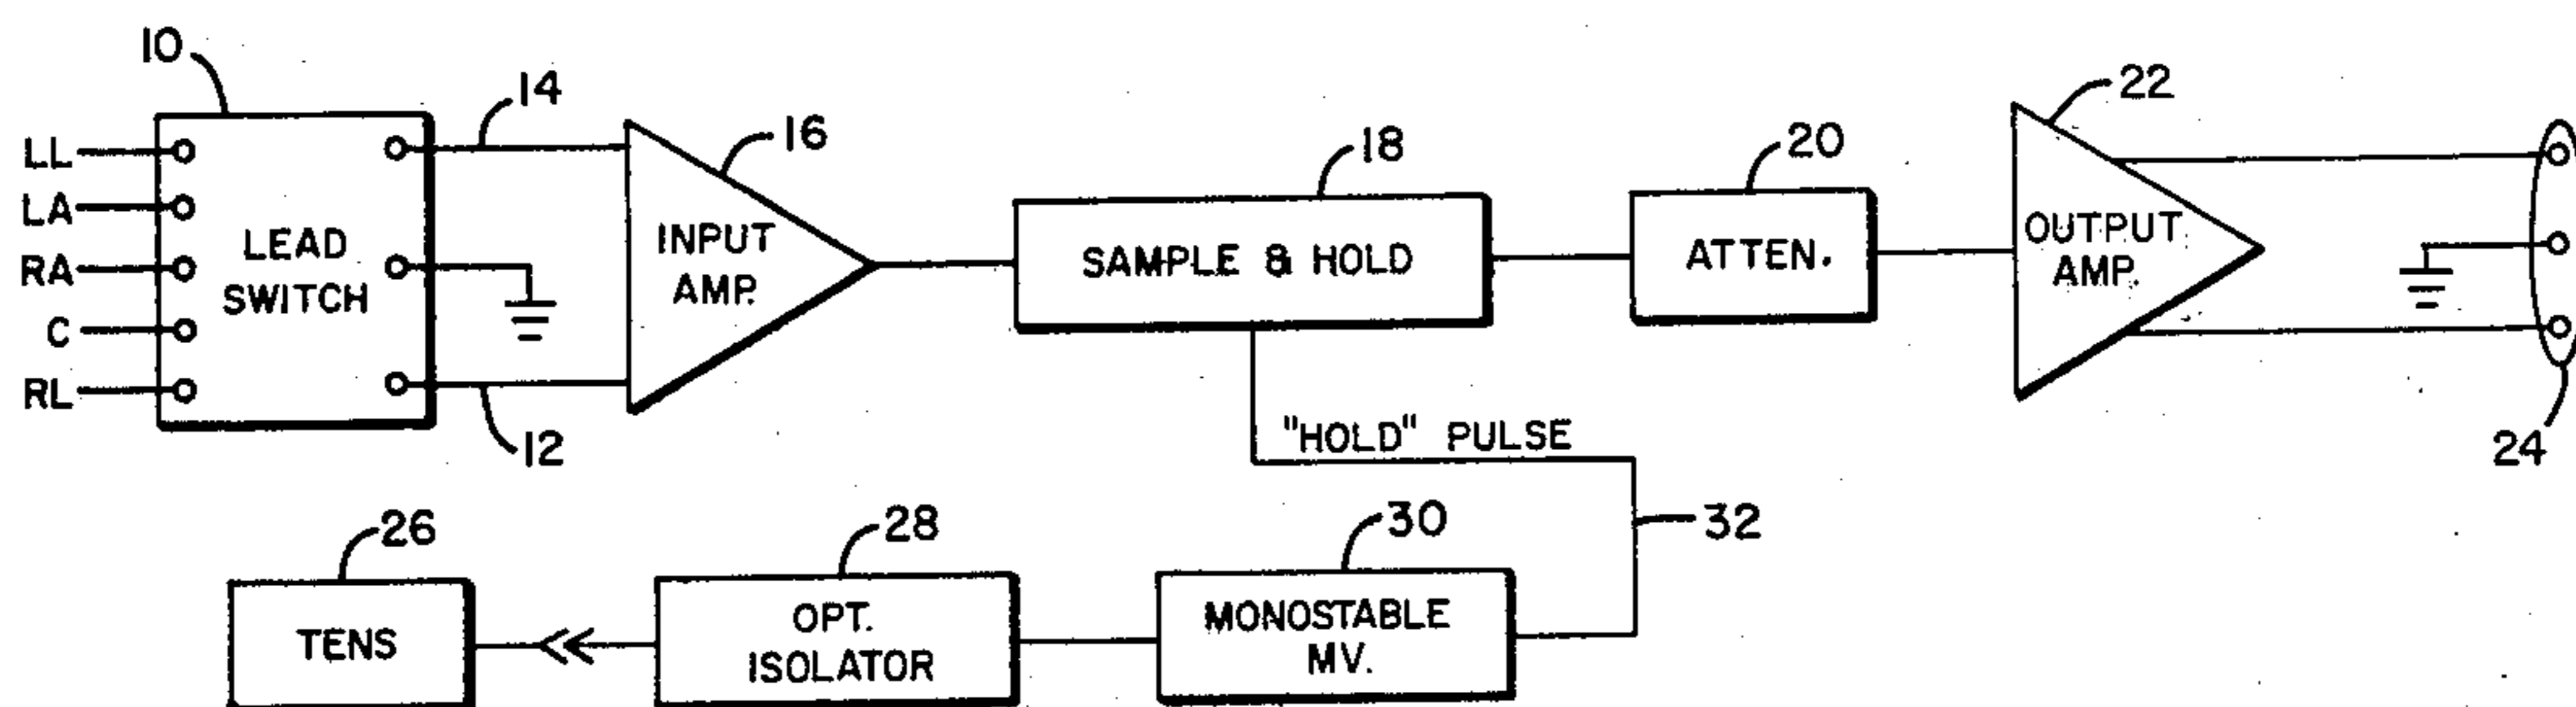 10
14
16
18
20
22
LL
LA
RA
C
RL
LEAD
SWITCH
INPUT
AMP.
SAMPLE & HOLD
ATTEN.
OUTPUT
AMP.
12
24
"HOLD" PULSE
26
28
30
32
TENS
OPT.
ISOLATOR
MONOSTABLE
MV.